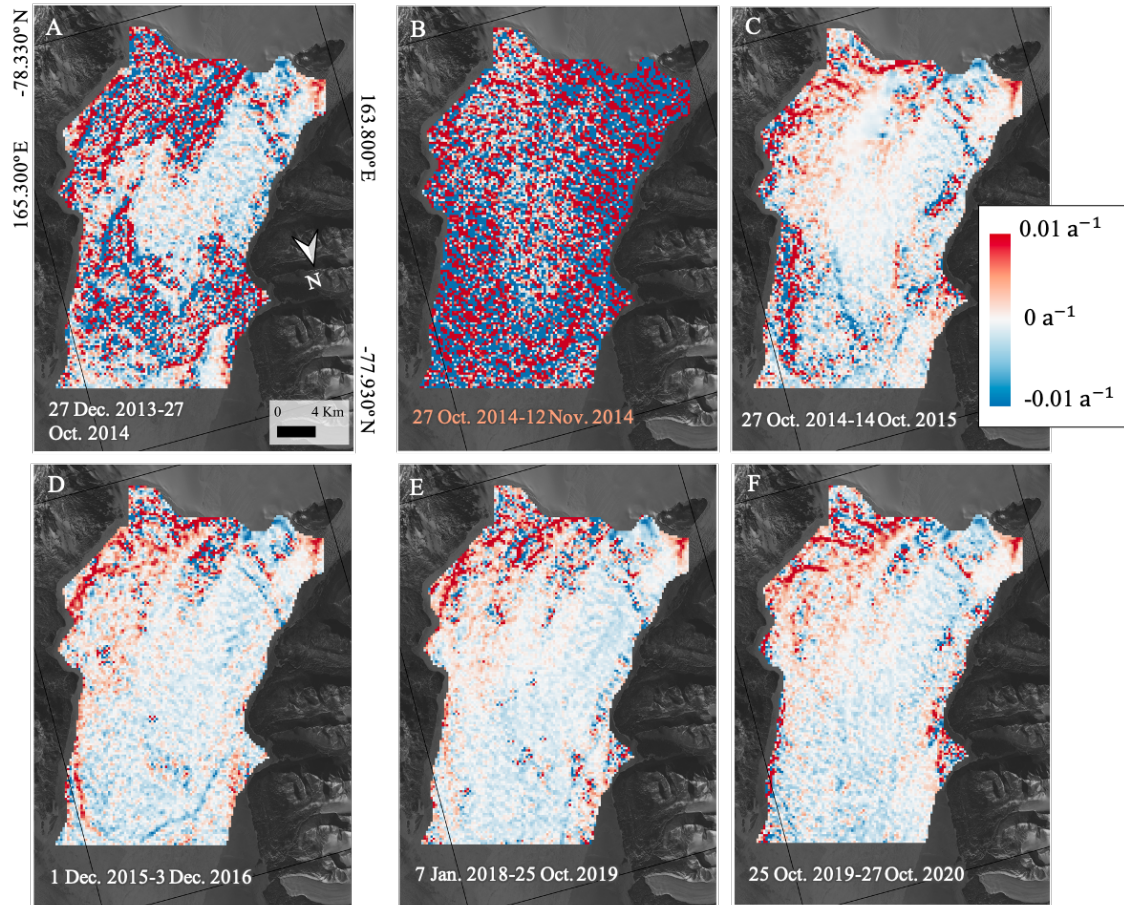 A
B
C
-78.330° N
165.300°E
163.800°E
N
-77.930°N
0 4 Km
27 Dec. 2013-27
Oct. 2014
27 Oct. 2014-12 Nov. 2014
27 Oct. 2014-14 Oct. 2015
0.01 a⁻¹
0 a⁻¹
-0.01 a⁻¹
D
E
F
1 Dec. 2015-3 Dec. 2016
7 Jan. 2018-25 Oct. 2019
25 Oct. 2019-27 Oct. 2020